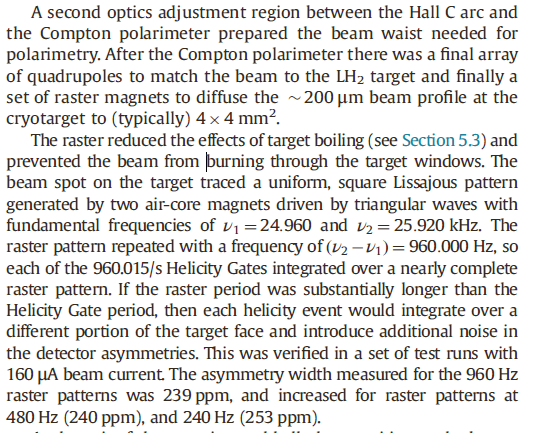 A second optics adjustment region between the Hall C arc and
the Compton polarimeter prepared the beam waist needed for
polarimetry. After the Compton polarimeter there was a final array
of quadrupoles to match the beam to the LH₂ target and finally a
set of raster magnets to diffuse the ~200 μm beam profile at the
cryotarget to (typically) 4 × 4 mm².
The raster reduced the effects of target boiling (see Section 5.3) and
prevented the beam from burning through the target windows. The
beam spot on the target traced a uniform, square Lissajous pattern
generated by two air-core magnets driven by triangular waves with
fundamental frequencies of ν₁ = 24.960 and ν₂ = 25.920 kHz. The
raster pattern repeated with a frequency of (ν₂ − ν₁) = 960.000 Hz, so
each of the 960.015/s Helicity Gates integrated over a nearly complete
raster pattern. If the raster period was substantially longer than the
Helicity Gate period, then each helicity event would integrate over a
different portion of the target face and introduce additional noise in
the detector asymmetries. This was verified in a set of test runs with
160 μA beam current. The asymmetry width measured for the 960 Hz
raster patterns was 239 ppm, and increased for raster patterns at
480 Hz (240 ppm), and 240 Hz (253 ppm).